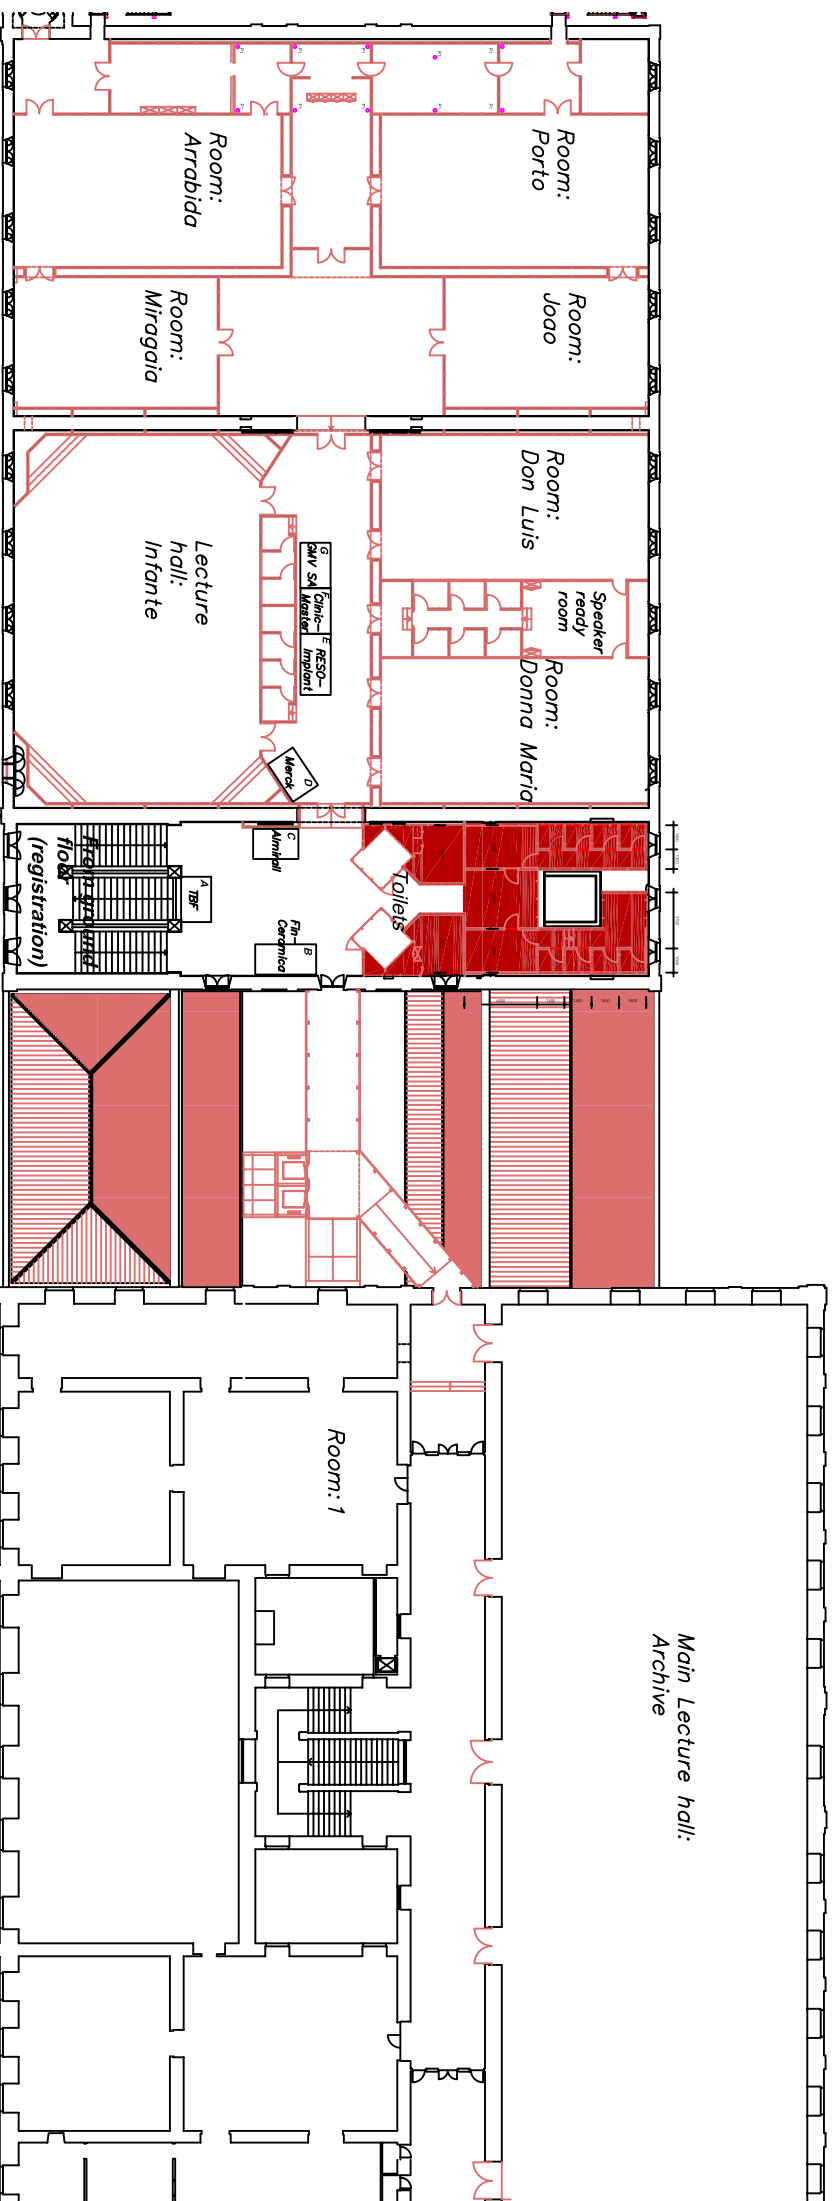 Room:
Arrabida
Room:
Porto
Room:
Miragaia
Room:
Joao
Lecture
hall:
Infante
Room:
Don Luis
Speaker
ready
room
Room:
Donna Maria
G
GMV SA
F
Clinic-
Master
E
RESO-
Implant
D
Merck
C
Almirall
A
TBF
B
Fin-
Ceramica
Toilets
From ground
floor
(registration)
Room: 1
Main Lecture hall:
Archive